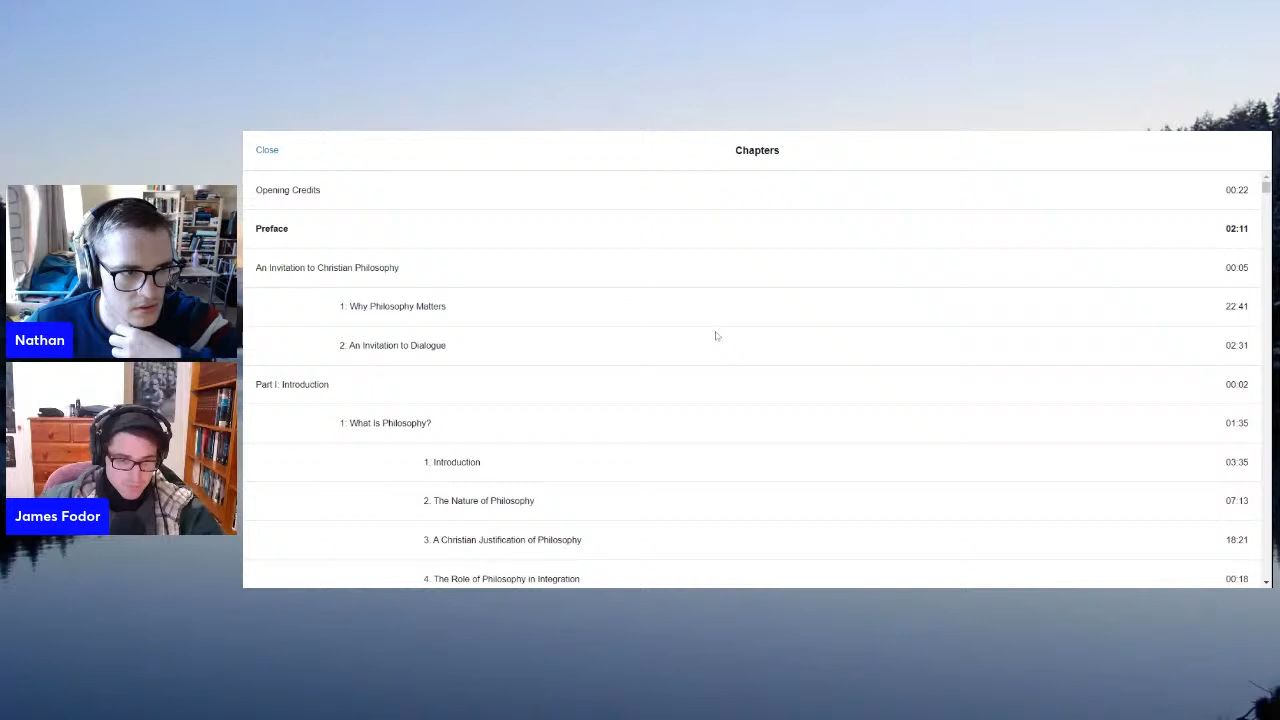 Close
Chapters
Opening Credits 00:22
Preface 02:11
An Invitation to Christian Philosophy 00:05
1: Why Philosophy Matters 22:41
2: An Invitation to Dialogue 02:31
Part I: Introduction 00:02
1: What Is Philosophy? 01:35
1. Introduction 03:35
2. The Nature of Philosophy 07:13
3. A Christian Justification of Philosophy 18:21
4. The Role of Philosophy in Integration 00:18
Nathan
James Fodor